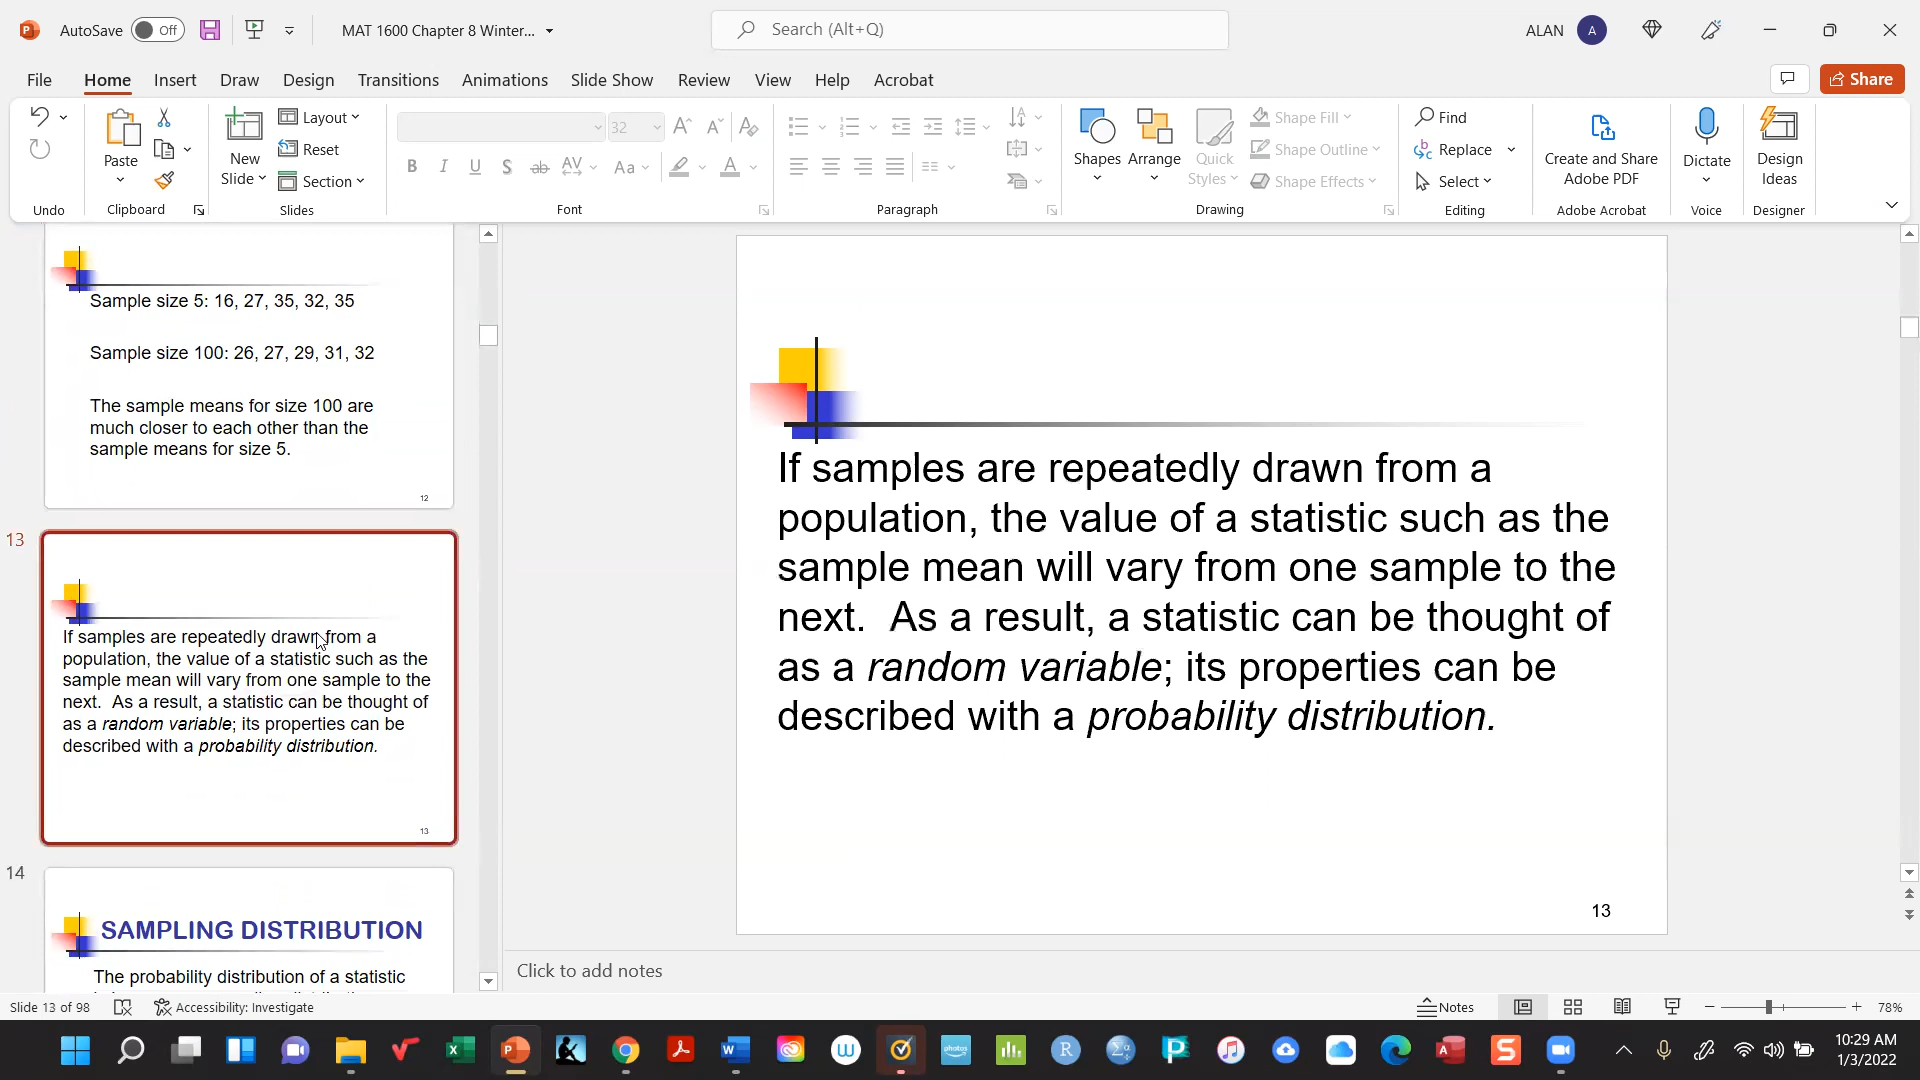 AutoSave Off MAT 1600 Chapter 8 Winter... Search (Alt+Q) ALAN A
File Home Insert Draw Design Transitions Animations Slide Show Review View Help Acrobat Share
Paste
New
Slide
Layout
Reset
Section
32
B I U S ab AV Aa A
Shapes Arrange Quick
Styles
Shape Fill
Shape Outline
Shape Effects
Find
Replace
Select
Create and Share
Adobe PDF
Dictate
Design
Ideas
Undo Clipboard Slides Font Paragraph Drawing Editing Adobe Acrobat Voice Designer
Sample size 5: 16, 27, 35, 32, 35
Sample size 100: 26, 27, 29, 31, 32
The sample means for size 100 are
much closer to each other than the
sample means for size 5.
12
13
If samples are repeatedly drawn from a
population, the value of a statistic such as the
sample mean will vary from one sample to the
next. As a result, a statistic can be thought of
as a random variable; its properties can be
described with a probability distribution.
13
14
SAMPLING DISTRIBUTION
The probability distribution of a statistic
If samples are repeatedly drawn from a
population, the value of a statistic such as the
sample mean will vary from one sample to the
next. As a result, a statistic can be thought of
as a random variable; its properties can be
described with a probability distribution.
13
Click to add notes
Slide 13 of 98 Accessibility: Investigate Notes 78%
10:29 AM
1/3/2022